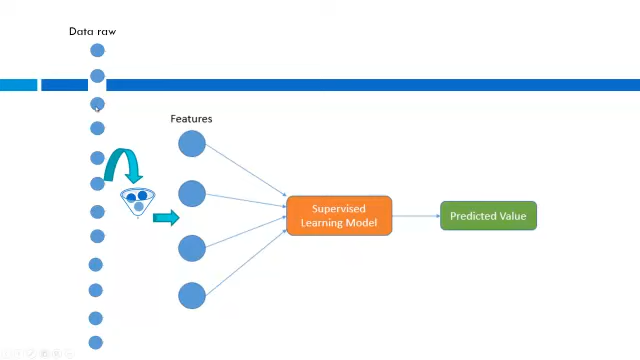 Data raw
Features
Supervised
Learning Model
Predicted Value